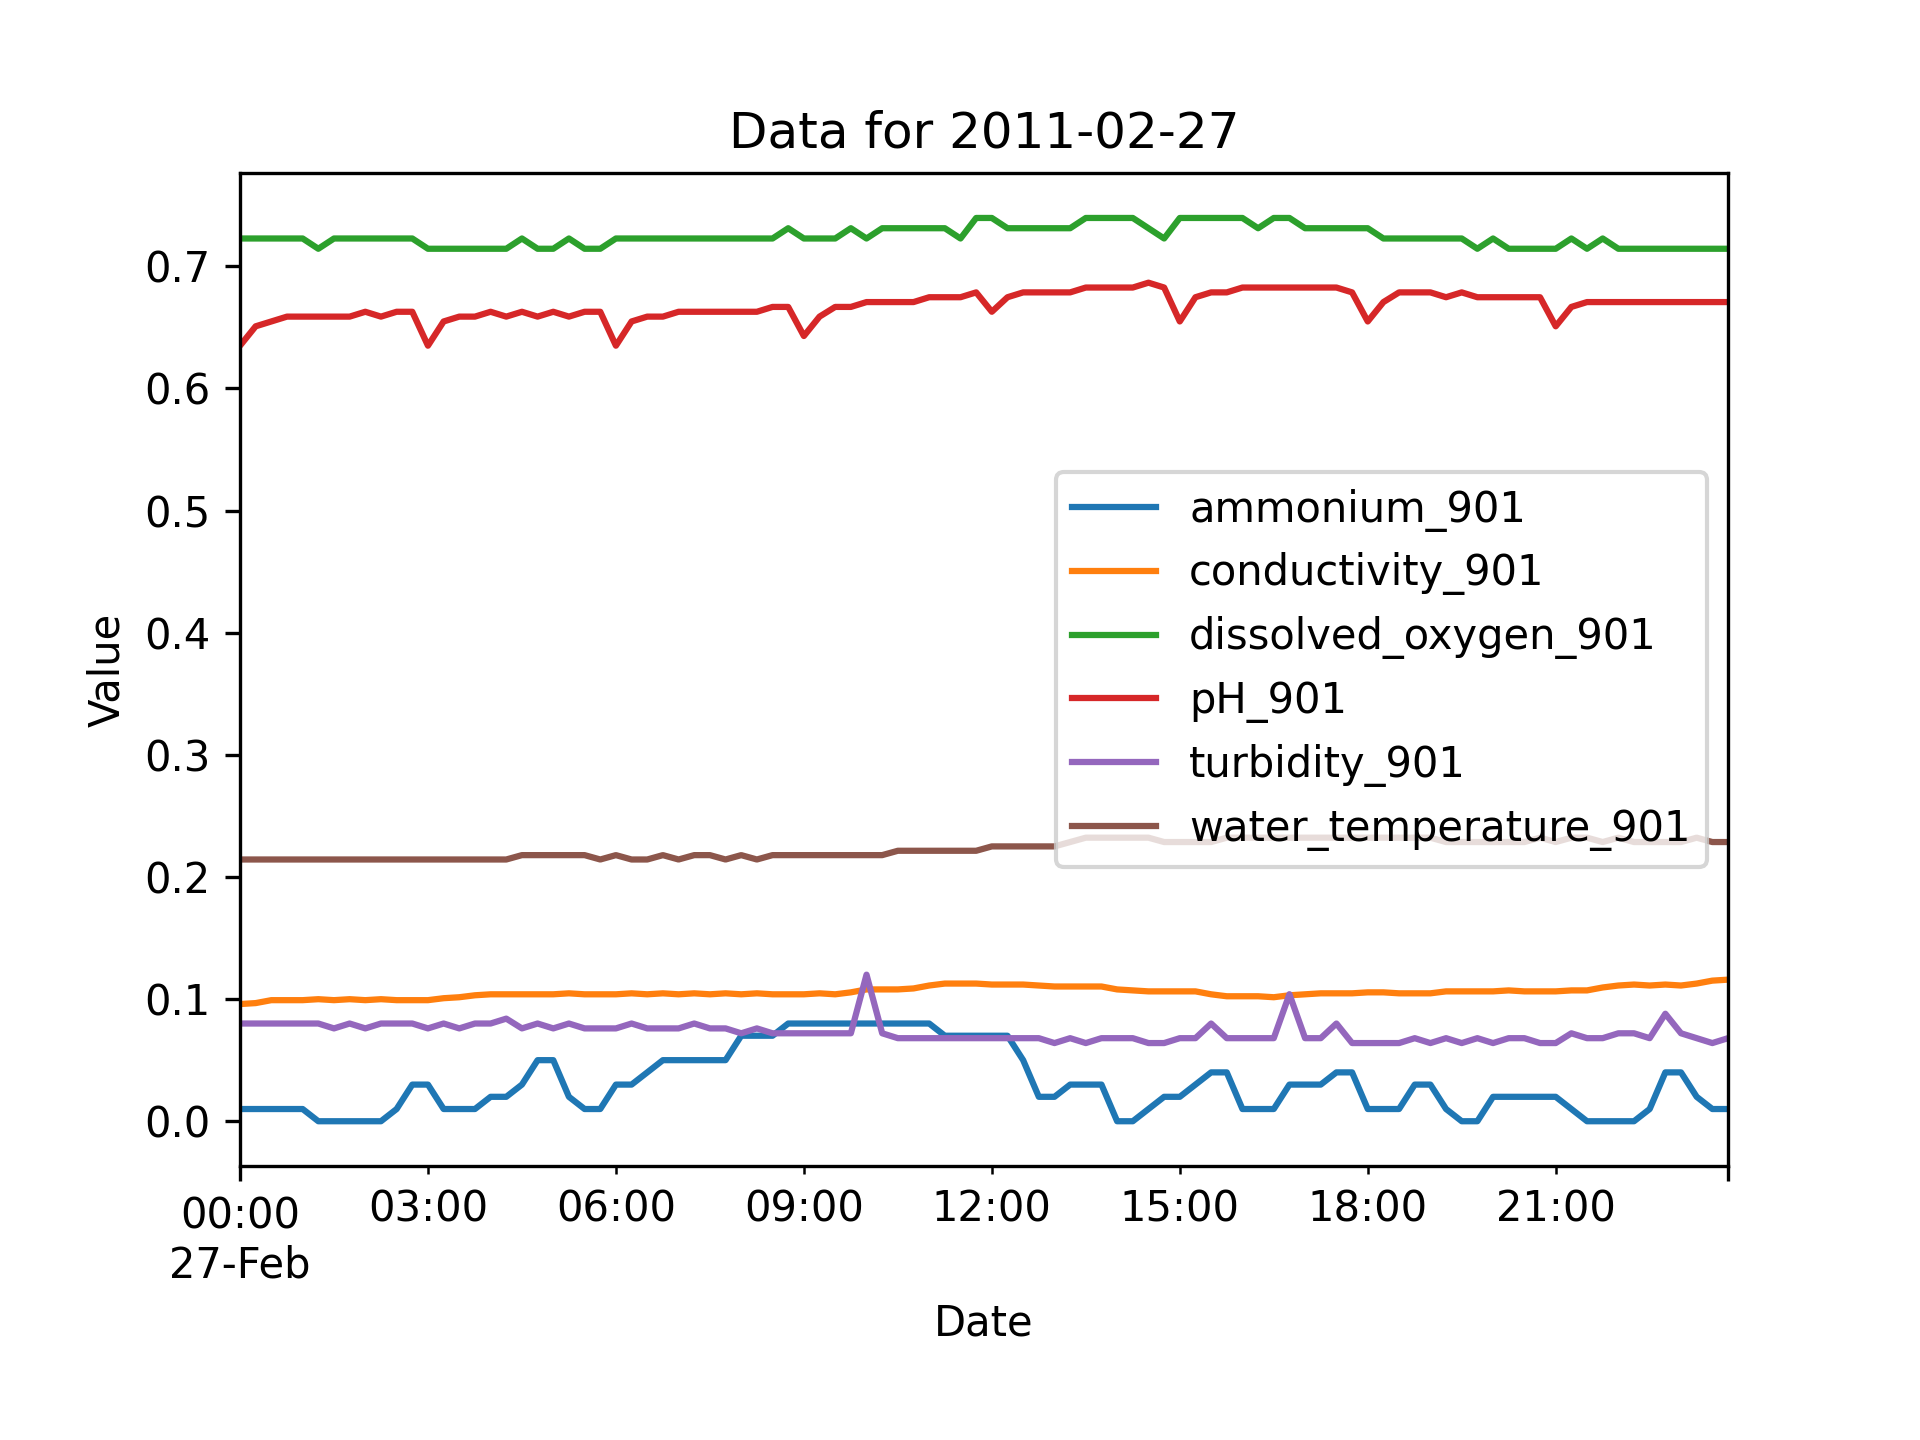 Data for 2011-02-27
Value
0.7
0.6
0.5
0.4
0.3
0.2
0.1
0.0
ammonium_901
conductivity_901
dissolved_oxygen_901
pH_901
turbidity_901
water_temperature_901
00:00 03:00 06:00 09:00 12:00 15:00 18:00 21:00
27-Feb
Date